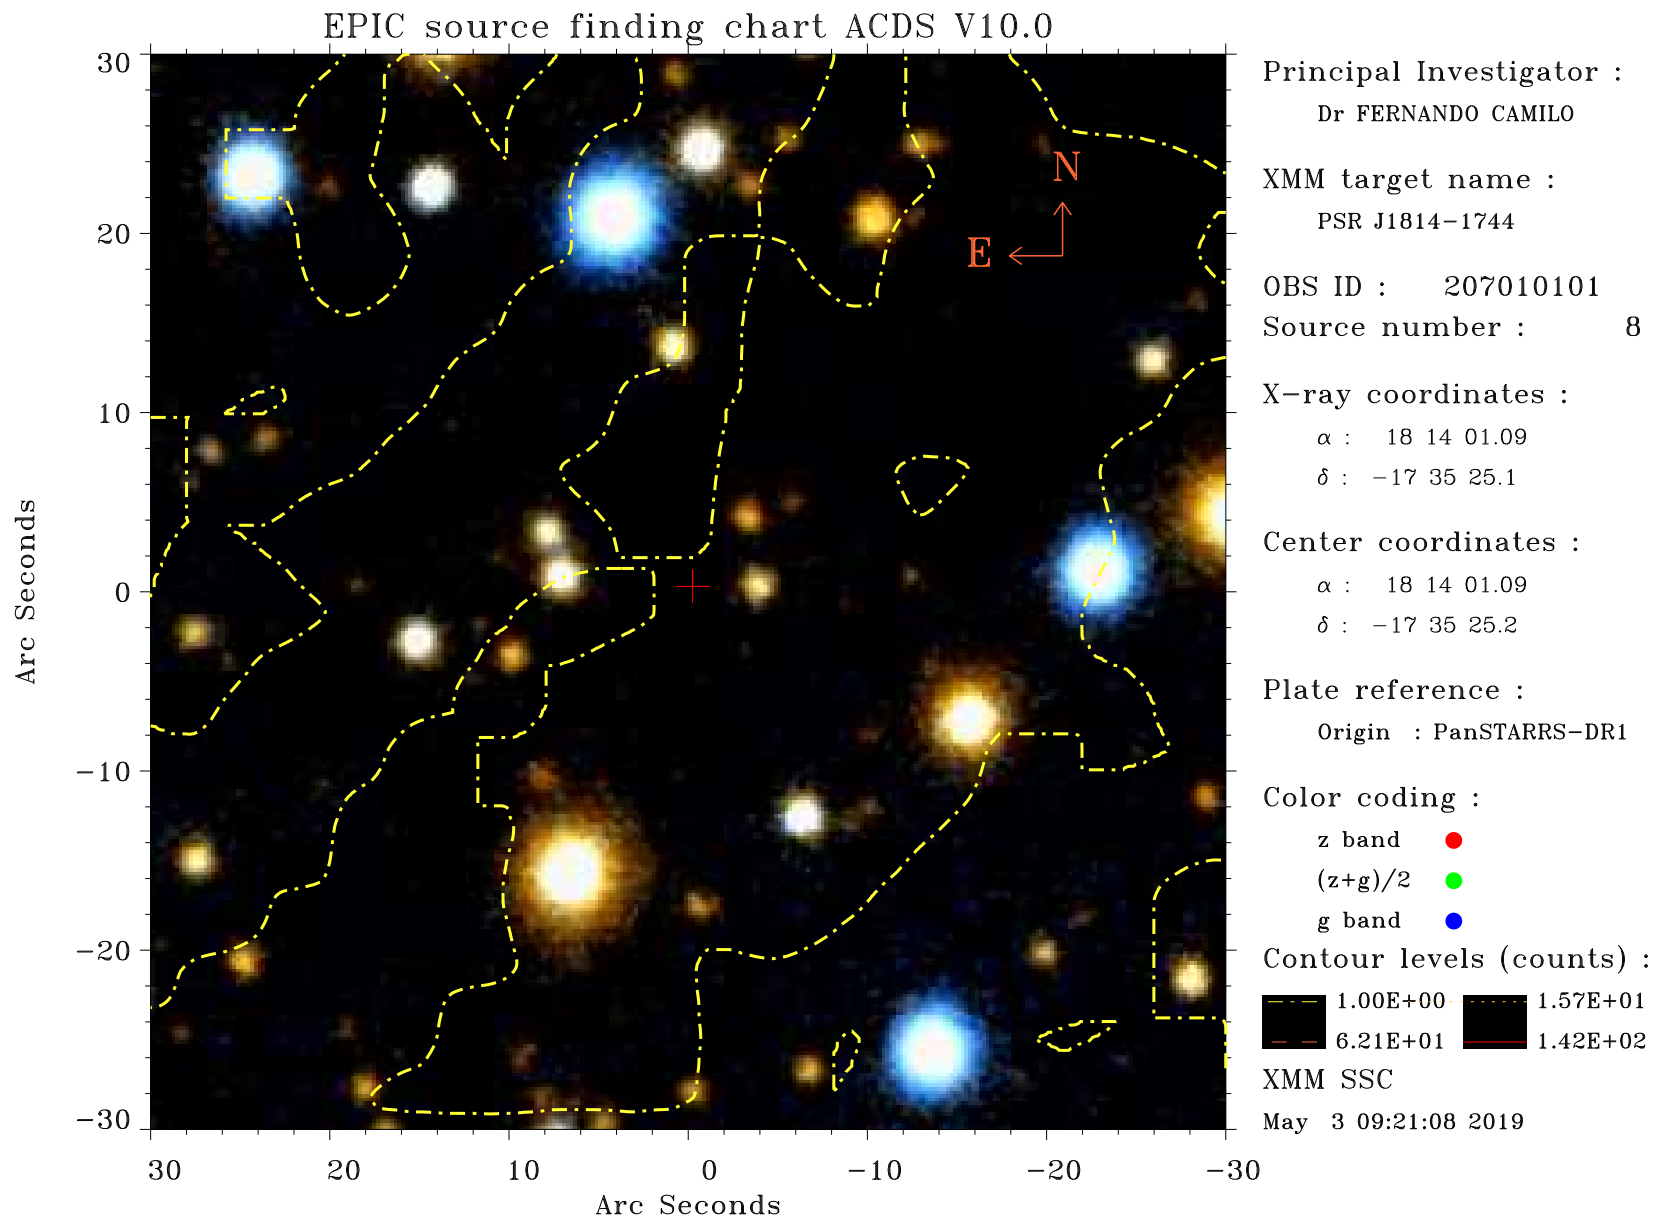 EPIC source finding chart ACDS V10.0
30
20
10
0
-10
-20
-30
Arc Seconds
N
E
30 20 10 0 -10 -20 -30
Arc Seconds
Principal Investigator :
Dr FERNANDO CAMILO
XMM target name :
PSR J1814-1744
OBS ID : 207010101
Source number : 8
X-ray coordinates :
α : 18 14 01.09
δ : -17 35 25.1
Center coordinates :
α : 18 14 01.09
δ : -17 35 25.2
Plate reference :
Origin : PanSTARRS-DR1
Color coding :
z band
(z+g)/2
g band
Contour levels (counts) :
1.00E+00 1.57E+01
6.21E+01 1.42E+02
XMM SSC
May 3 09:21:08 2019